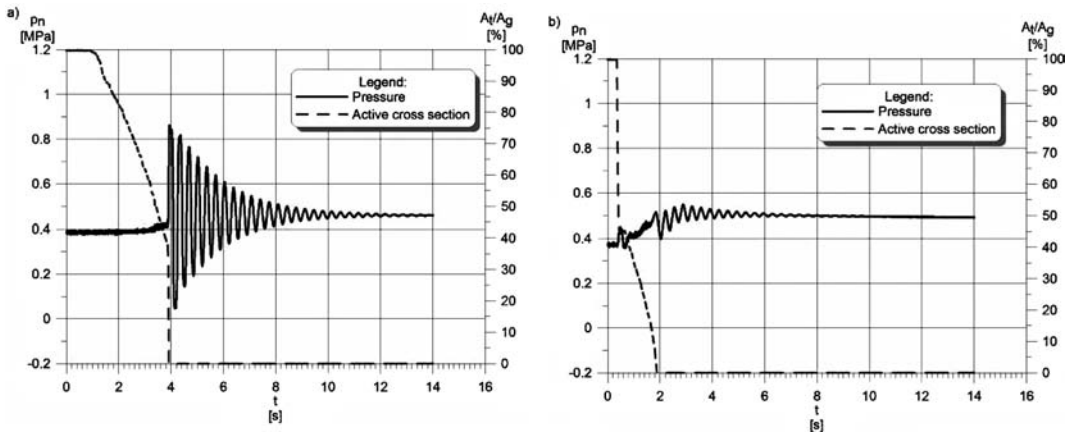 a)
pn
[MPa]
At/Ag
[%]
1.2
1
0.8
0.6
0.4
0.2
0
-0.2
100
90
80
70
60
50
40
30
20
10
0
Legend:
Pressure
Active cross section
0 2 4 6 8 10 12 14 16
t
[s]
b)
pn
[MPa]
At/Ag
[%]
1.2
1
0.8
0.6
0.4
0.2
0
-0.2
100
90
80
70
60
50
40
30
20
10
0
Legend:
Pressure
Active cross section
0 2 4 6 8 10 12 14 16
t
[s]